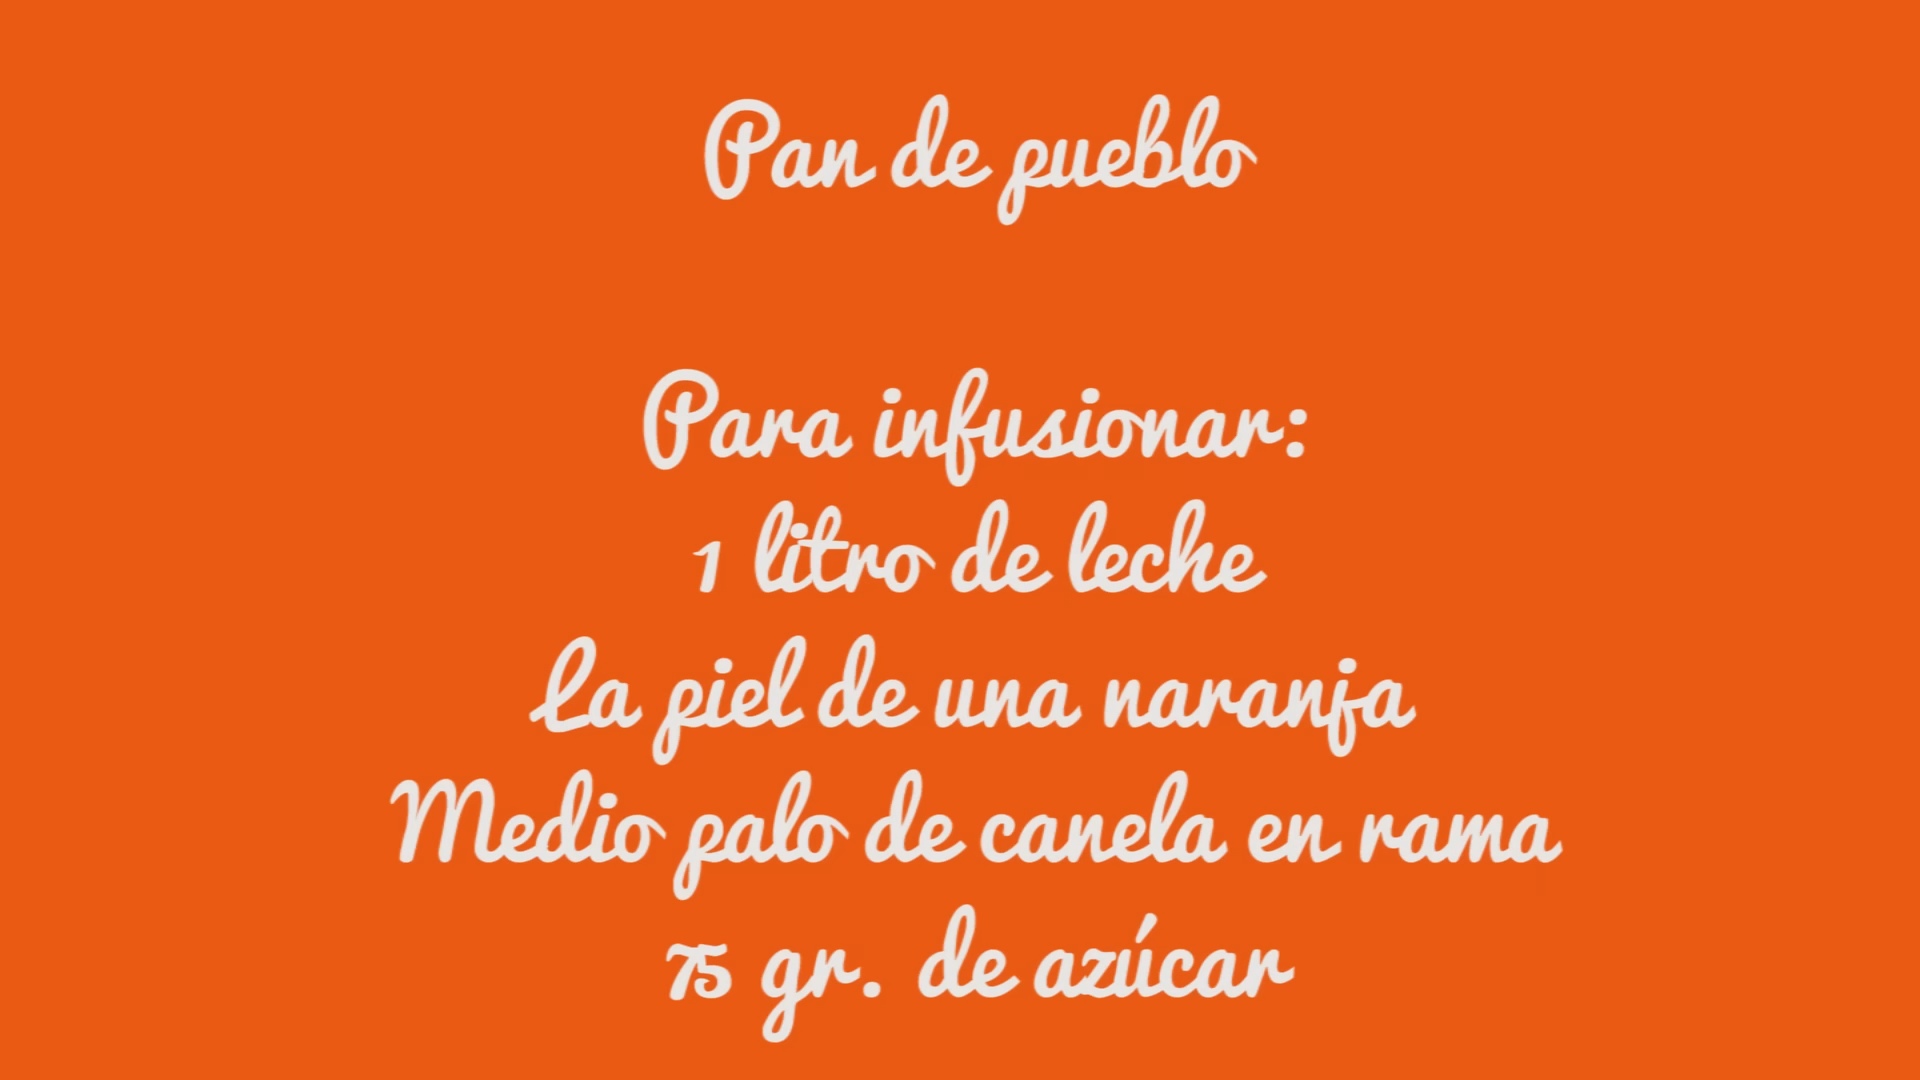 Pan de pueblo
Para infusionar:
1 litro de leche
La piel de una naranja
Medio palo de canela en rama
75 gr. de azúcar